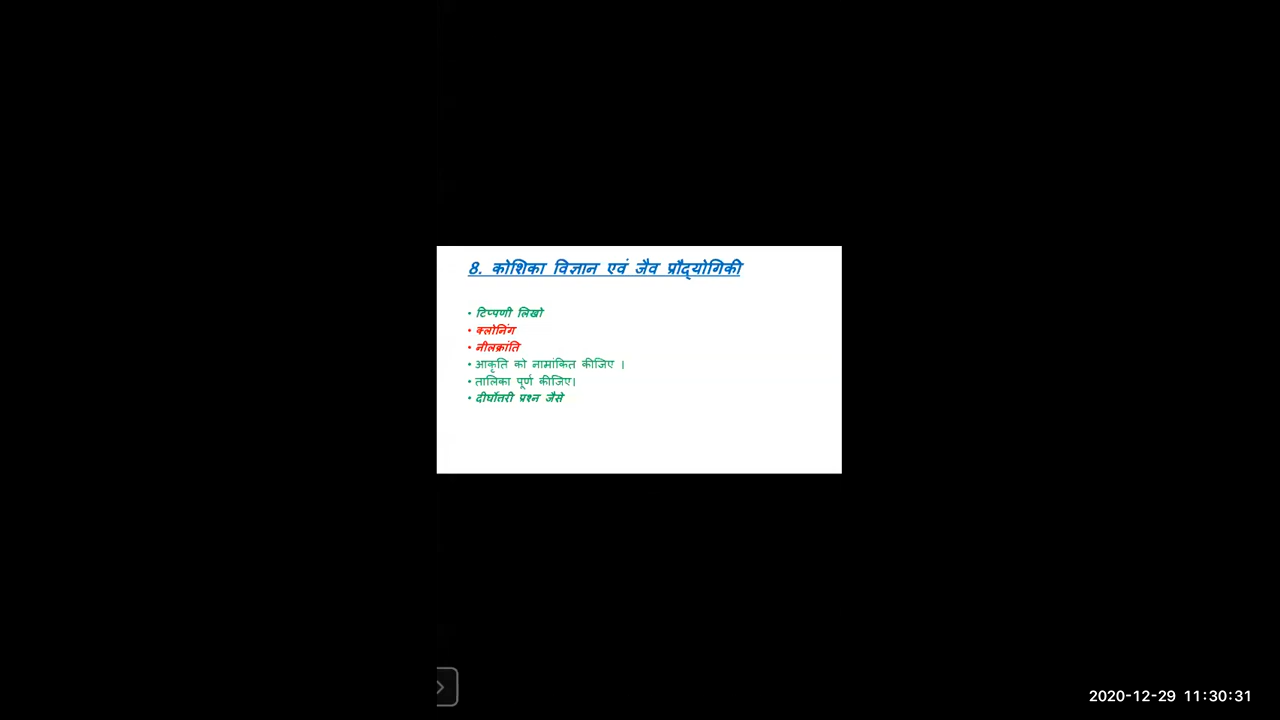 8. कोशिका विज्ञान एवं जैव प्रौद्योगिकी
• टिप्पणी लिखो
• क्लोनिंग
• नीलक्रांति
• आकृति को नामांकित कीजिए ।
• तालिका पूर्ण कीजिए।
• दीर्घोत्तरी प्रश्न जैसे
2020-12-29 11:30:31